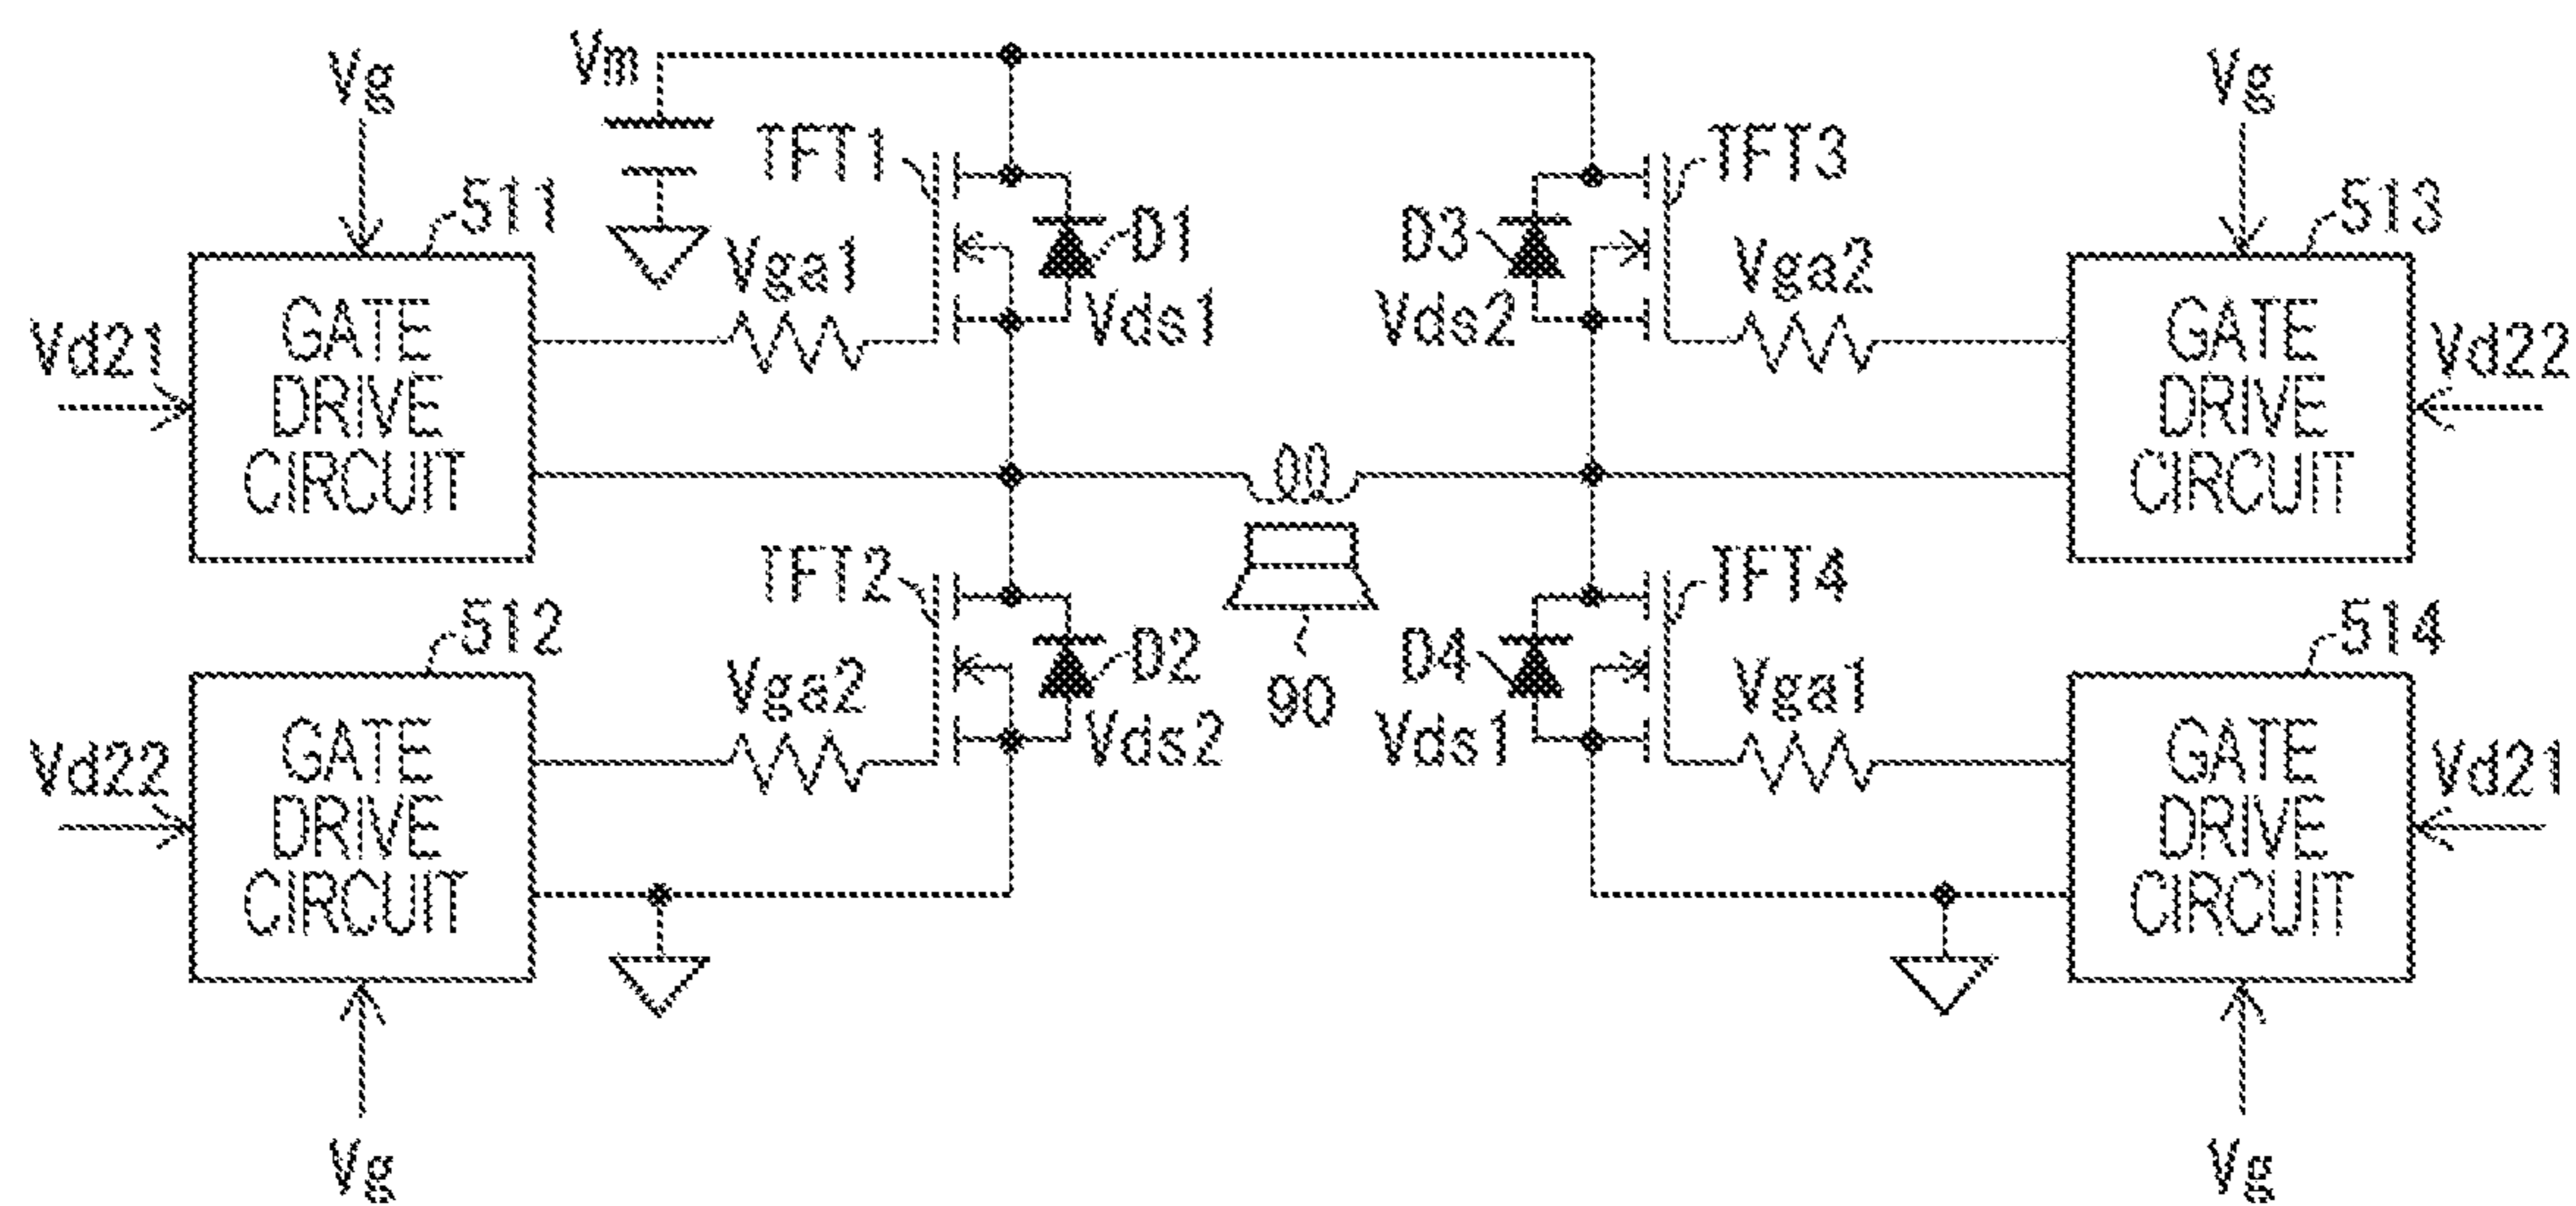 Vg
Vm
Vg
TFT1
TFT3
511
513
D1
D3
Vga1
Vga2
Vds1
Vds2
GATE
DRIVE
CIRCUIT
Vd21
GATE
DRIVE
CIRCUIT
Vd22
TFT2
TFT4
512
514
D2
D4
Vga2
Vga1
90
Vds2
Vds1
GATE
DRIVE
CIRCUIT
Vd22
GATE
DRIVE
CIRCUIT
Vd21
Vg
Vg